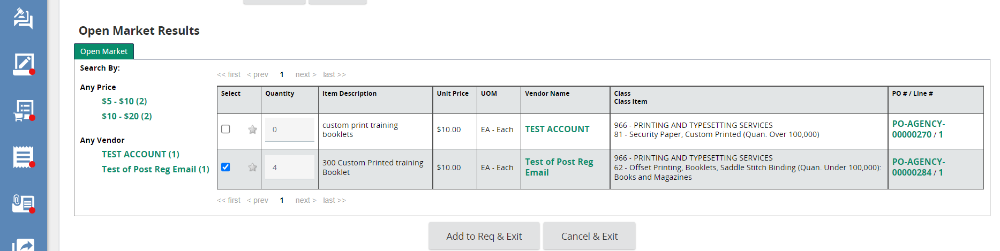 Open Market Results
Open Market
Search By:
Any Price
$5 - $10 (2)
$10 - $20 (2)
Any Vendor
TEST ACCOUNT (1)
Test of Post Reg Email (1)
<< first < prev 1 next > last >>
Select Quantity Item Description Unit Price UOM Vendor Name Class PO # / Line #
Class Item
0 custom print training booklets $10.00 EA - Each TEST ACCOUNT 966 - PRINTING AND TYPESETTING SERVICES
81 - Security Paper, Custom Printed (Quan. Over 100,000)
PO-AGENCY-
00000270 / 1
4 300 Custom Printed training
Booklet
$10.00 EA - Each Test of Post Reg
Email
966 - PRINTING AND TYPESETTING SERVICES
62 - Offset Printing, Booklets, Saddle Stitch Binding (Quan. Under 100,000):
Books and Magazines
PO-AGENCY-
00000284 / 1
<< first < prev 1 next > last >>
Add to Req & Exit Cancel & Exit